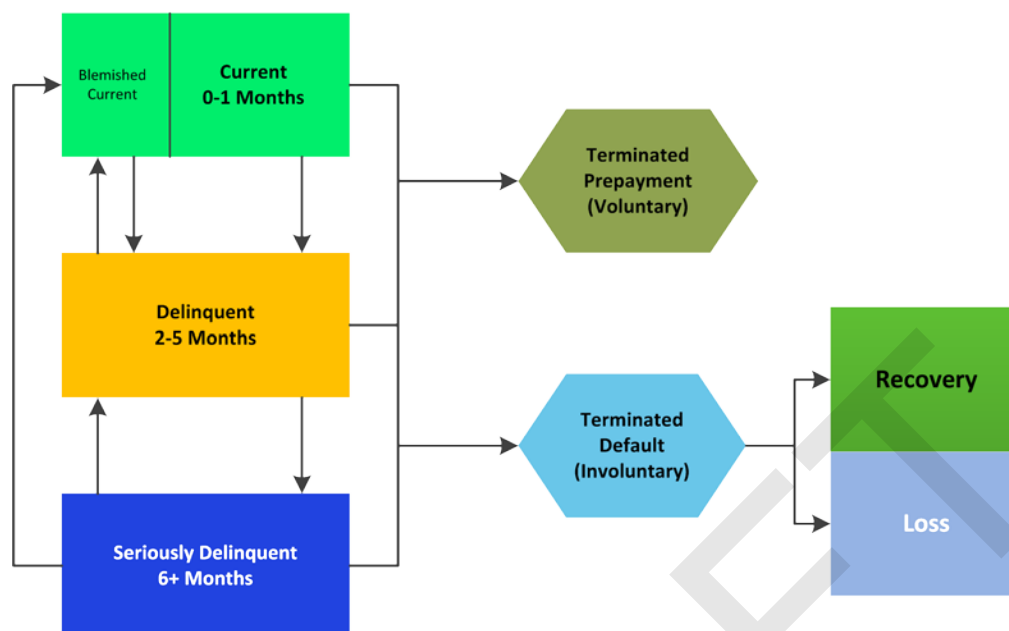 Blemished
Current
Current
0-1 Months
Terminated
Prepayment
(Voluntary)
Delinquent
2-5 Months
Recovery
Terminated
Default
(Involuntary)
Loss
Seriously Delinquent
6+ Months